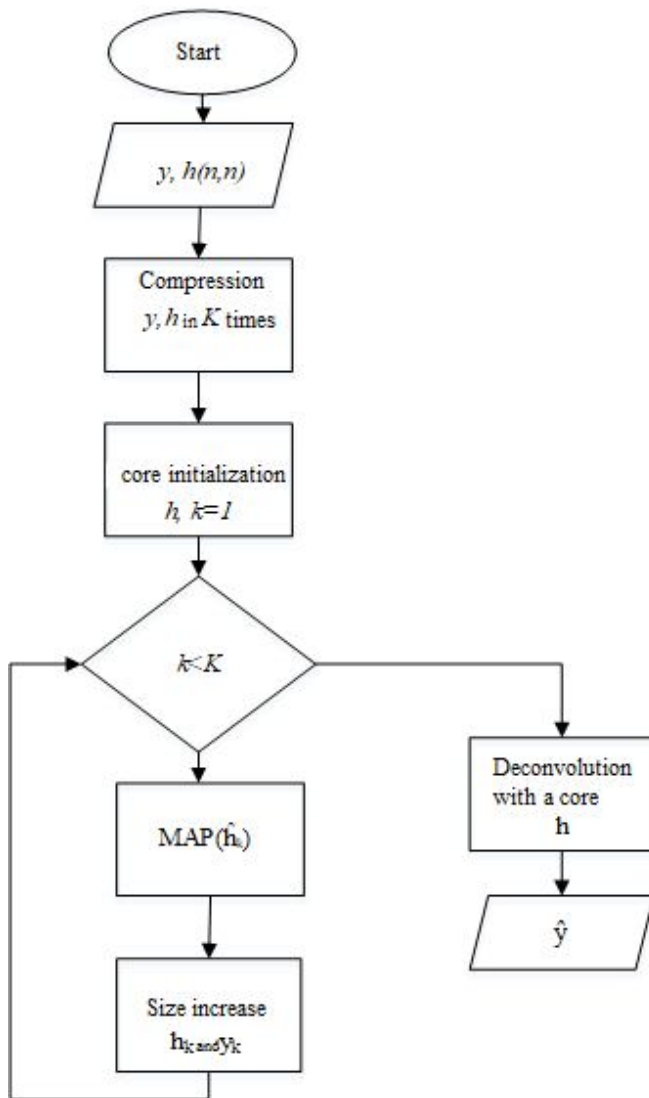 Start
y, h(n,n)
Compression
y, h in K times
core initialization
h, k=1
k<K
MAP(ĥₖ)
Size increase
hₖ and yₖ
Deconvolution
with a core
h
ŷ